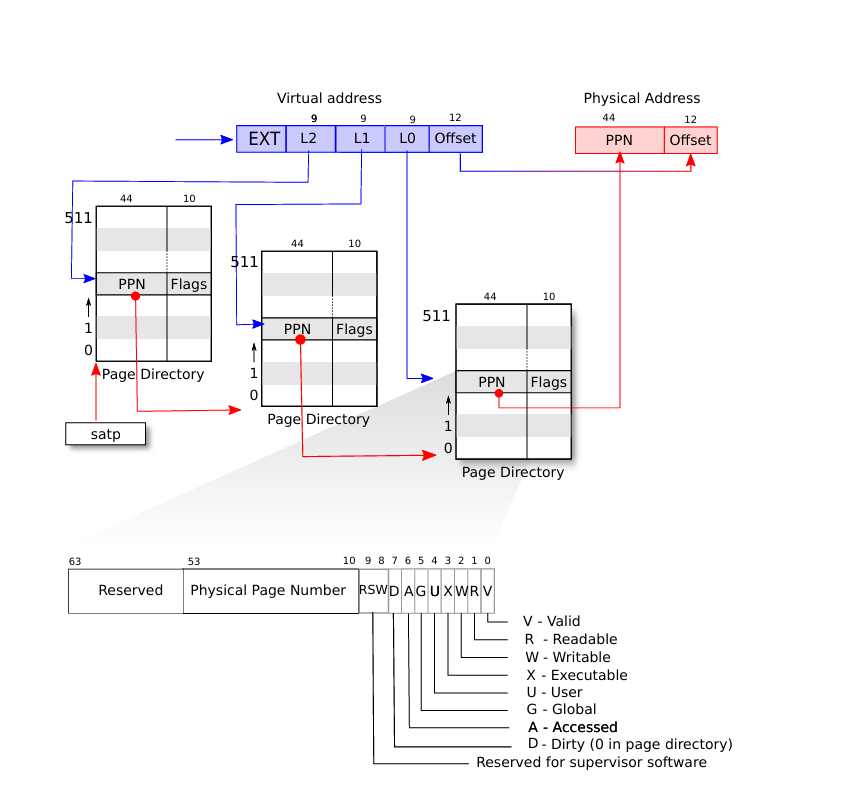 Virtual address
Physical Address
9 9 9 12
44 12
EXT L2 L1 L0 Offset
PPN Offset
44 10
511
PPN Flags
1
0
Page Directory
satp
44 10
511
PPN Flags
1
0
Page Directory
44 10
511
PPN Flags
1
0
Page Directory
63 53 10 9 8 7 6 5 4 3 2 1 0
Reserved Physical Page Number RSW D A G U X W R V
V - Valid
R - Readable
W - Writable
X - Executable
U - User
G - Global
A - Accessed
D - Dirty (0 in page directory)
Reserved for supervisor software